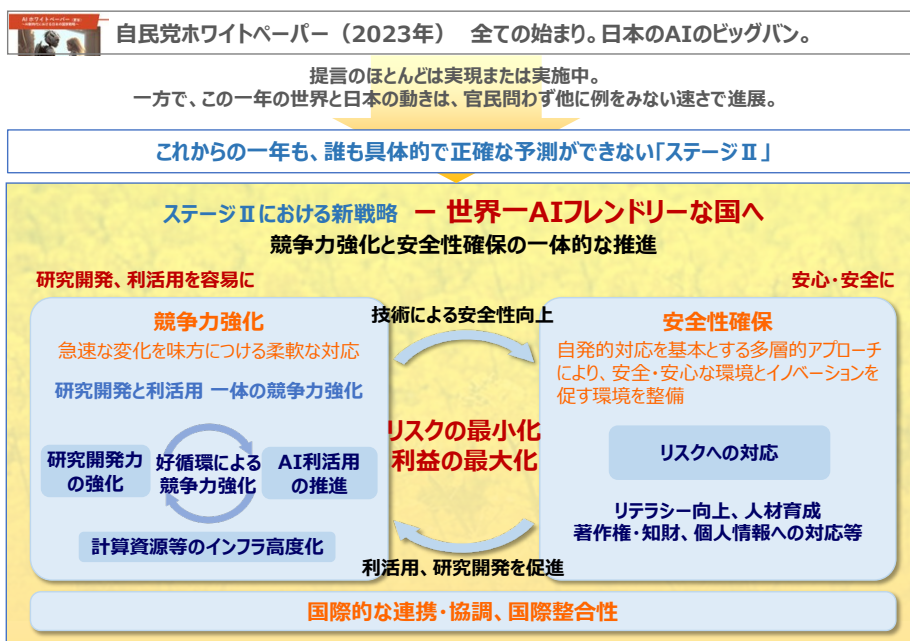 AIホワイトペーパー
自民党ホワイトペーパー（2023年）　全ての始まり。日本のAIのビッグバン。
提言のほとんどは実現または実施中。
一方で、この一年の世界と日本の動きは、官民問わず他に例をみない速さで進展。
これからの一年も、誰も具体的で正確な予測ができない「ステージⅡ」
ステージⅡにおける新戦略 － 世界一AIフレンドリーな国へ
競争力強化と安全性確保の一体的な推進
研究開発、利活用を容易に
安心・安全に
競争力強化
急速な変化を味方につける柔軟な対応
研究開発と利活用 一体の競争力強化
研究開発力
の強化
好循環による
競争力強化
AI利活用
の推進
計算資源等のインフラ高度化
技術による安全性向上
リスクの最小化
利益の最大化
利活用、研究開発を促進
安全性確保
自発的対応を基本とする多層的アプローチ
により、安全・安心な環境とイノベーションを
促す環境を整備
リスクへの対応
リテラシー向上、人材育成
著作権・知財、個人情報への対応等
国際的な連携・協調、国際整合性